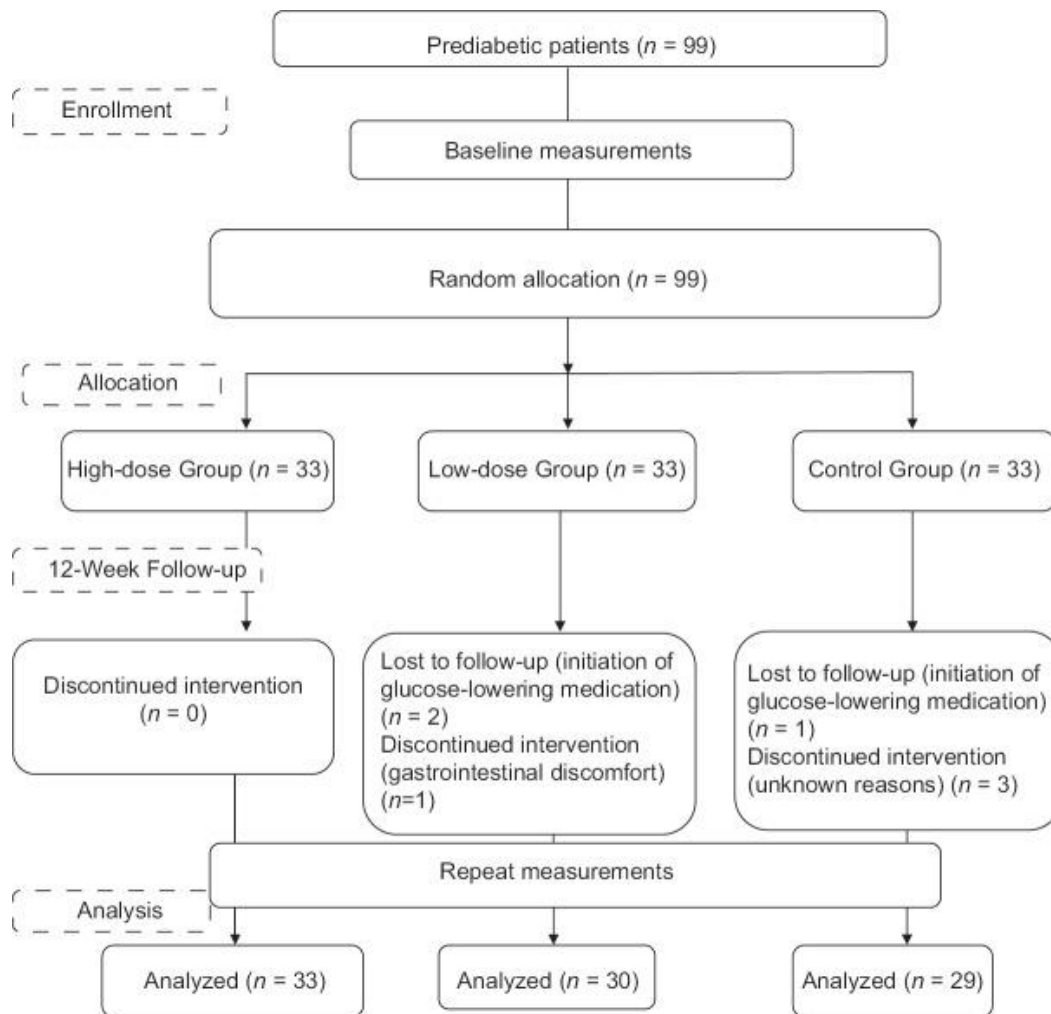 Prediabetic patients (n = 99)
Enrollment
Baseline measurements
Random allocation (n = 99)
Allocation
High-dose Group (n = 33)
Low-dose Group (n = 33)
Control Group (n = 33)
12-Week Follow-up
Discontinued intervention
(n = 0)
Lost to follow-up (initiation of
glucose-lowering medication)
(n = 2)
Discontinued intervention
(gastrointestinal discomfort)
(n=1)
Lost to follow-up (initiation of
glucose-lowering medication)
(n = 1)
Discontinued intervention
(unknown reasons) (n = 3)
Repeat measurements
Analysis
Analyzed (n = 33)
Analyzed (n = 30)
Analyzed (n = 29)